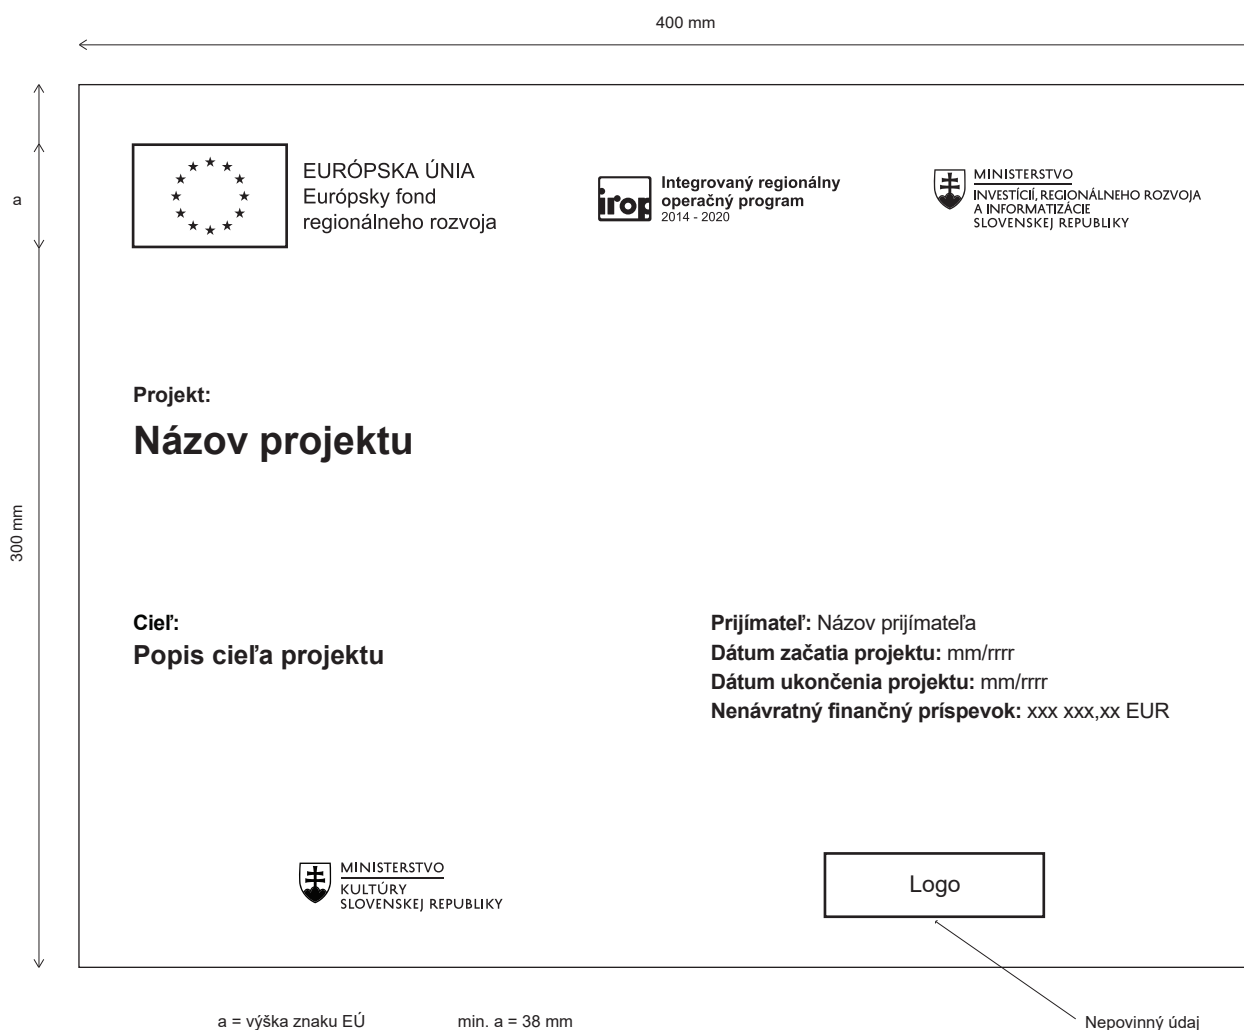 400 mm
a
EURÓPSKA ÚNIA
Európsky fond
regionálneho rozvoja
irop
Integrovaný regionálny
operačný program
2014 - 2020
MINISTERSTVO
INVESTÍCIÍ, REGIONÁLNEHO ROZVOJA
A INFORMATIZÁCIE
SLOVENSKEJ REPUBLIKY
Projekt:
Názov projektu
300 mm
Cieľ:
Popis cieľa projektu
Prijímateľ: Názov prijímateľa
Dátum začatia projektu: mm/rrrr
Dátum ukončenia projektu: mm/rrrr
Nenávratný finančný príspevok: xxx xxx,xx EUR
MINISTERSTVO
KULTÚRY
SLOVENSKEJ REPUBLIKY
Logo
a = výška znaku EÚ
min. a = 38 mm
Nepovinný údaj